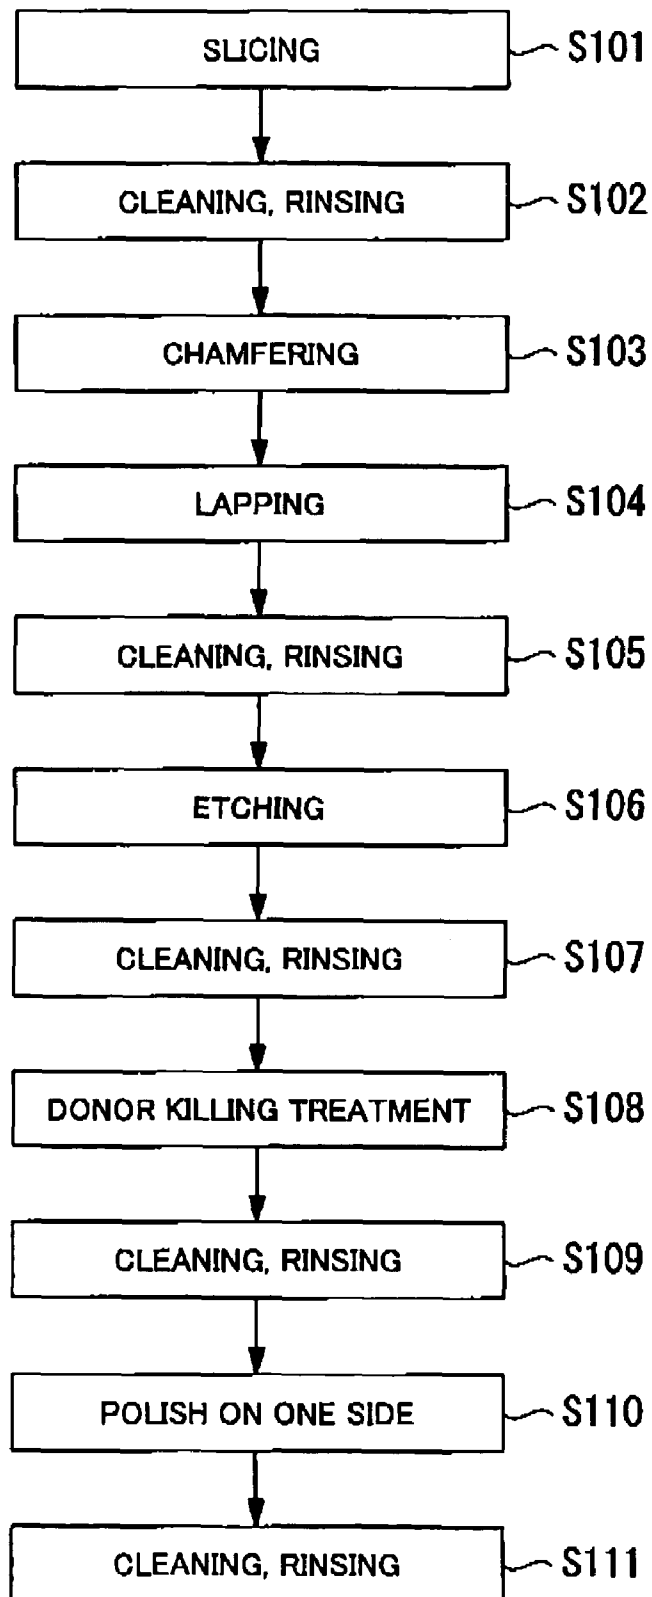 SLICING S101
CLEANING, RINSING S102
CHAMFERING S103
LAPPING S104
CLEANING, RINSING S105
ETCHING S106
CLEANING, RINSING S107
DONOR KILLING TREATMENT S108
CLEANING, RINSING S109
POLISH ON ONE SIDE S110
CLEANING, RINSING S111